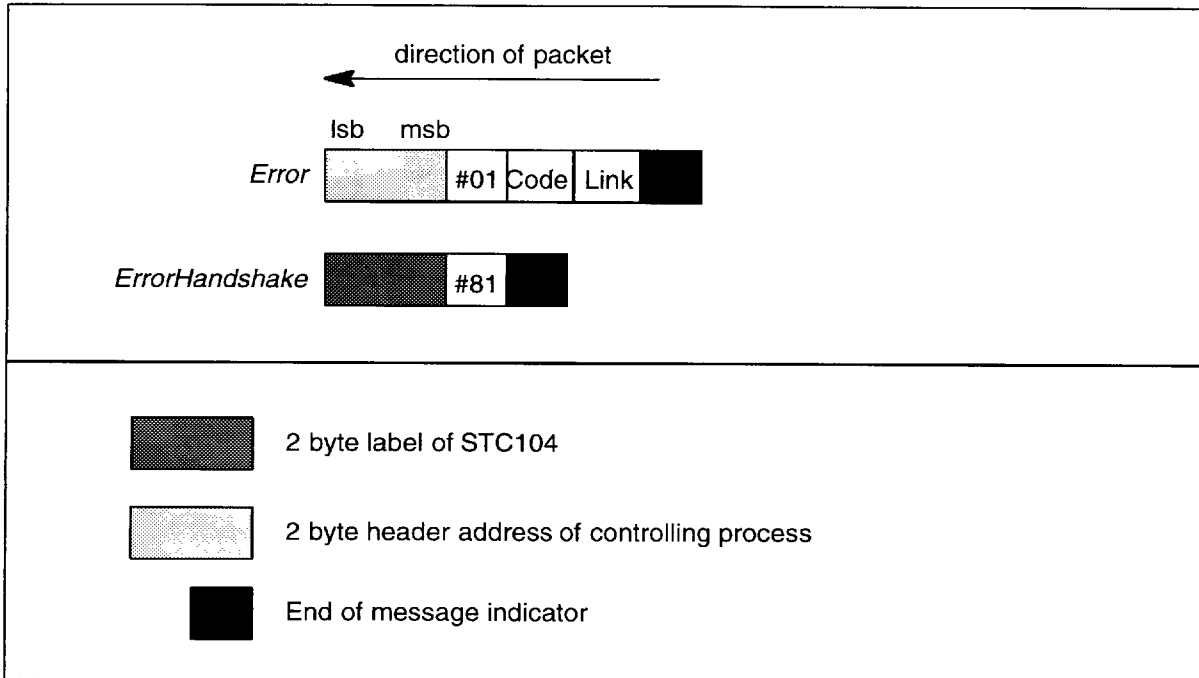 direction of packet
lsb msb
Error #01 Code Link
ErrorHandshake #81
2 byte label of STC104
2 byte header address of controlling process
End of message indicator